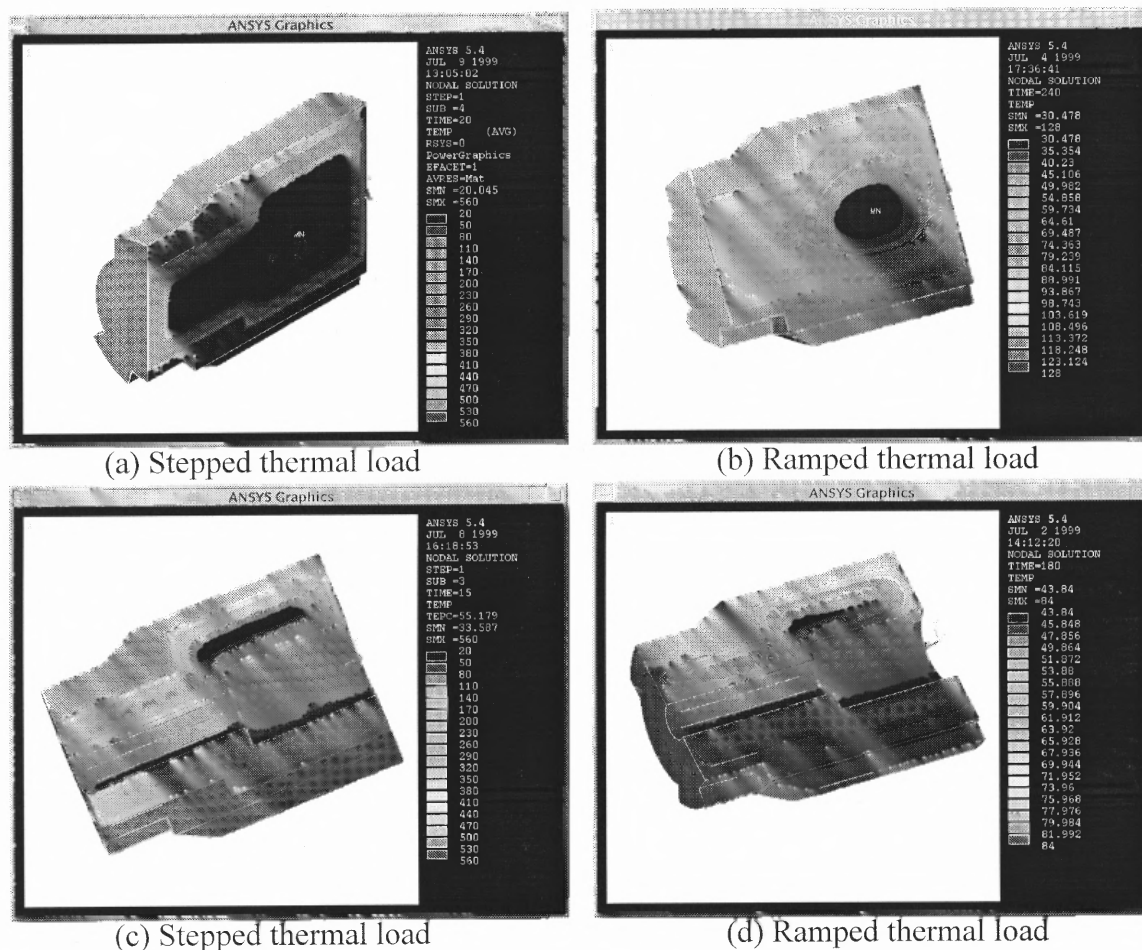 ANSYS Graphics
ANSYS 5.4
JUL 9 1999
13:05:02
NODAL SOLUTION
STEP=1
SUB =4
TIME=20
TEMP (AVG)
RSYS=0
PowerGraphics
EFACET=1
AVRES=Mat
SMN =20.045
SMX =560
20
50
80
110
140
170
200
230
260
290
320
350
380
410
440
470
500
530
560
MN
(a) Stepped thermal load
ANSYS Graphics
ANSYS 5.4
JUL 4 1999
17:36:41
NODAL SOLUTION
TIME=240
TEMP
SMN =30.478
SMX =128
30.478
35.354
40.23
45.106
49.982
54.858
59.734
64.61
69.487
74.363
79.239
84.115
88.991
93.867
98.743
103.619
108.496
113.372
118.248
123.124
128
MN
(b) Ramped thermal load
ANSYS Graphics
ANSYS 5.4
JUL 8 1999
16:18:53
NODAL SOLUTION
STEP=1
SUB =3
TIME=15
TEMP
TEPC=55.179
SMN =33.587
SMX =560
20
50
80
110
140
170
200
230
260
290
320
350
380
410
440
470
500
530
560
(c) Stepped thermal load
ANSYS Graphics
ANSYS 5.4
JUL 2 1999
14:12:20
NODAL SOLUTION
TIME=180
TEMP
SMN =43.84
SMX =84
43.84
45.848
47.856
49.864
51.872
53.88
55.888
57.896
59.904
61.912
63.92
65.928
67.936
69.944
71.952
73.96
75.968
77.976
79.984
81.992
84
(d) Ramped thermal load